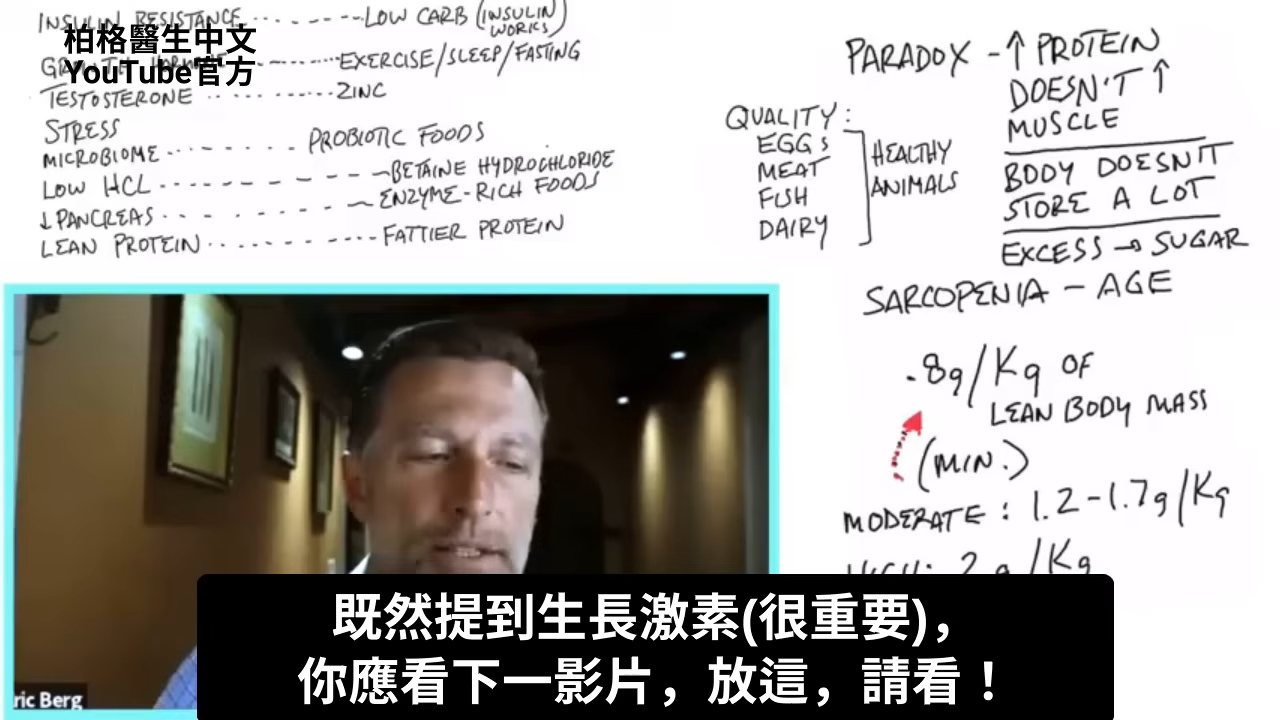 INSULIN RESISTANCE ...----LOW CARB (INSULIN WORKS)
柏格醫生中文
YouTube官方
GROWTH HORMONE ..------EXERCISE/SLEEP/FASTING
TESTOSTERONE ............ZINC
STRESS
MICROBIOME............ PROBIOTIC FOODS
LOW HCL ------------BETAINE HYDROCHLORIDE
↓PANCREAS............ENZYME-RICH FOODS
LEAN PROTEIN............FATTIER PROTEIN
PARADOX - ↑ PROTEIN
DOESN'T ↑
MUSCLE
QUALITY:
EGGS
MEAT
FISH
DAIRY
HEALTHY
ANIMALS
BODY DOESN'T
STORE A LOT
EXCESS → SUGAR
SARCOPENIA - AGE
.8g/Kg OF
LEAN BODY MASS
(MIN.)
MODERATE: 1.2-1.7g/Kg
HIGH: 2 g/Kg
ric Berg
既然提到生長激素(很重要)，
你應看下一影片，放這，請看！